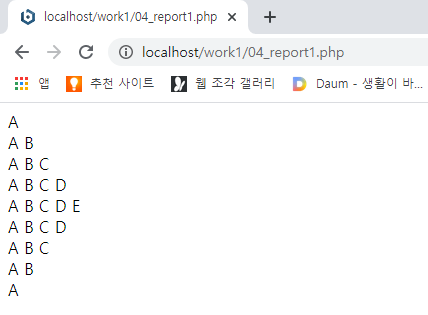 localhost/work1/04_report1.php
localhost/work1/04_report1.php
앱 추천 사이트 웹 조각 갤러리 Daum - 생활이 바...
A
A B
A B C
A B C D
A B C D E
A B C D
A B C
A B
A